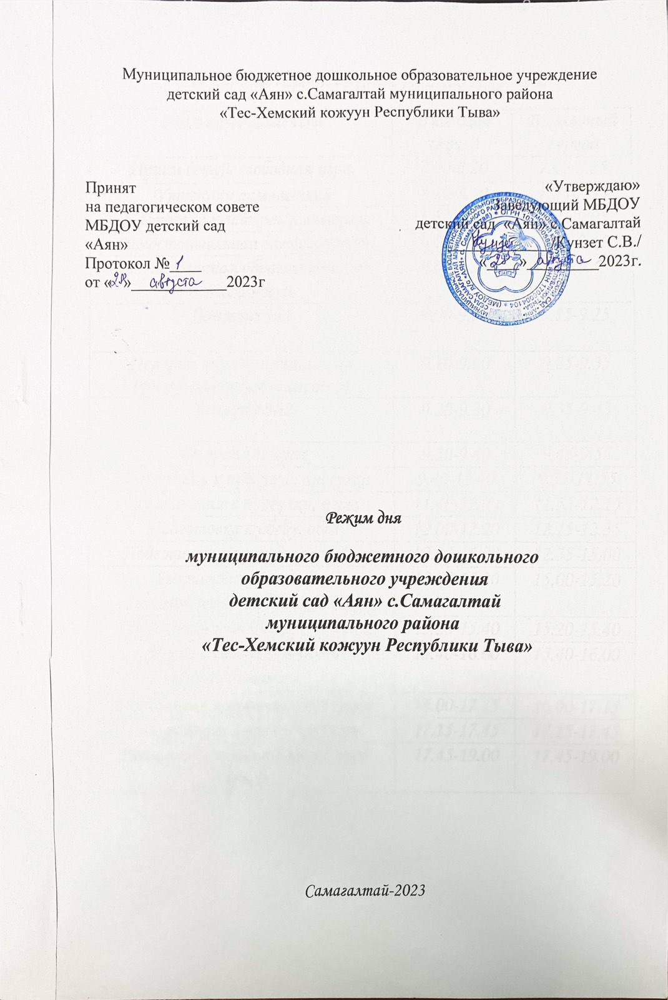 Муниципальное бюджетное дошкольное образовательное учреждение
детский сад «Аян» с.Самагалтай муниципального района
«Тес-Хемский кожуун Республики Тыва»
Принят
на педагогическом совете
МБДОУ детский сад
«Аян»
Протокол №1
от «28» августа 2023г
«Утверждаю»
Заведующий МБДОУ
детский сад «Аян» с.Самагалтай
Кунзет /Кунзет С.В./
«28» августа 2023г.
Режим дня
муниципального бюджетного дошкольного
образовательного учреждения
детский сад «Аян» с.Самагалтай
муниципального района
«Тес-Хемский кожуун Республики Тыва»
Самагалтай-2023